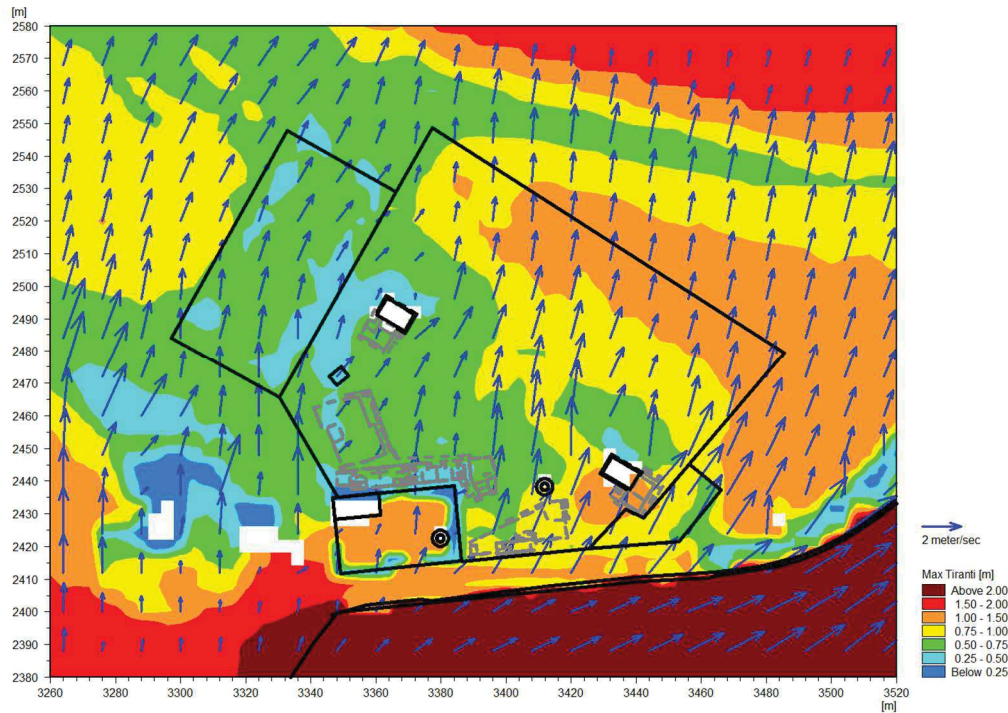 [m]
2580
2570
2560
2550
2540
2530
2520
2510
2500
2490
2480
2470
2460
2450
2440
2430
2420
2410
2400
2390
2380
3260 3280 3300 3320 3340 3360 3380 3400 3420 3440 3460 3480 3500 3520
[m]
2 meter/sec
Max Tiranti [m]
Above 2.00
1.50 - 2.00
1.00 - 1.50
0.75 - 1.00
0.50 - 0.75
0.25 - 0.50
Below 0.25